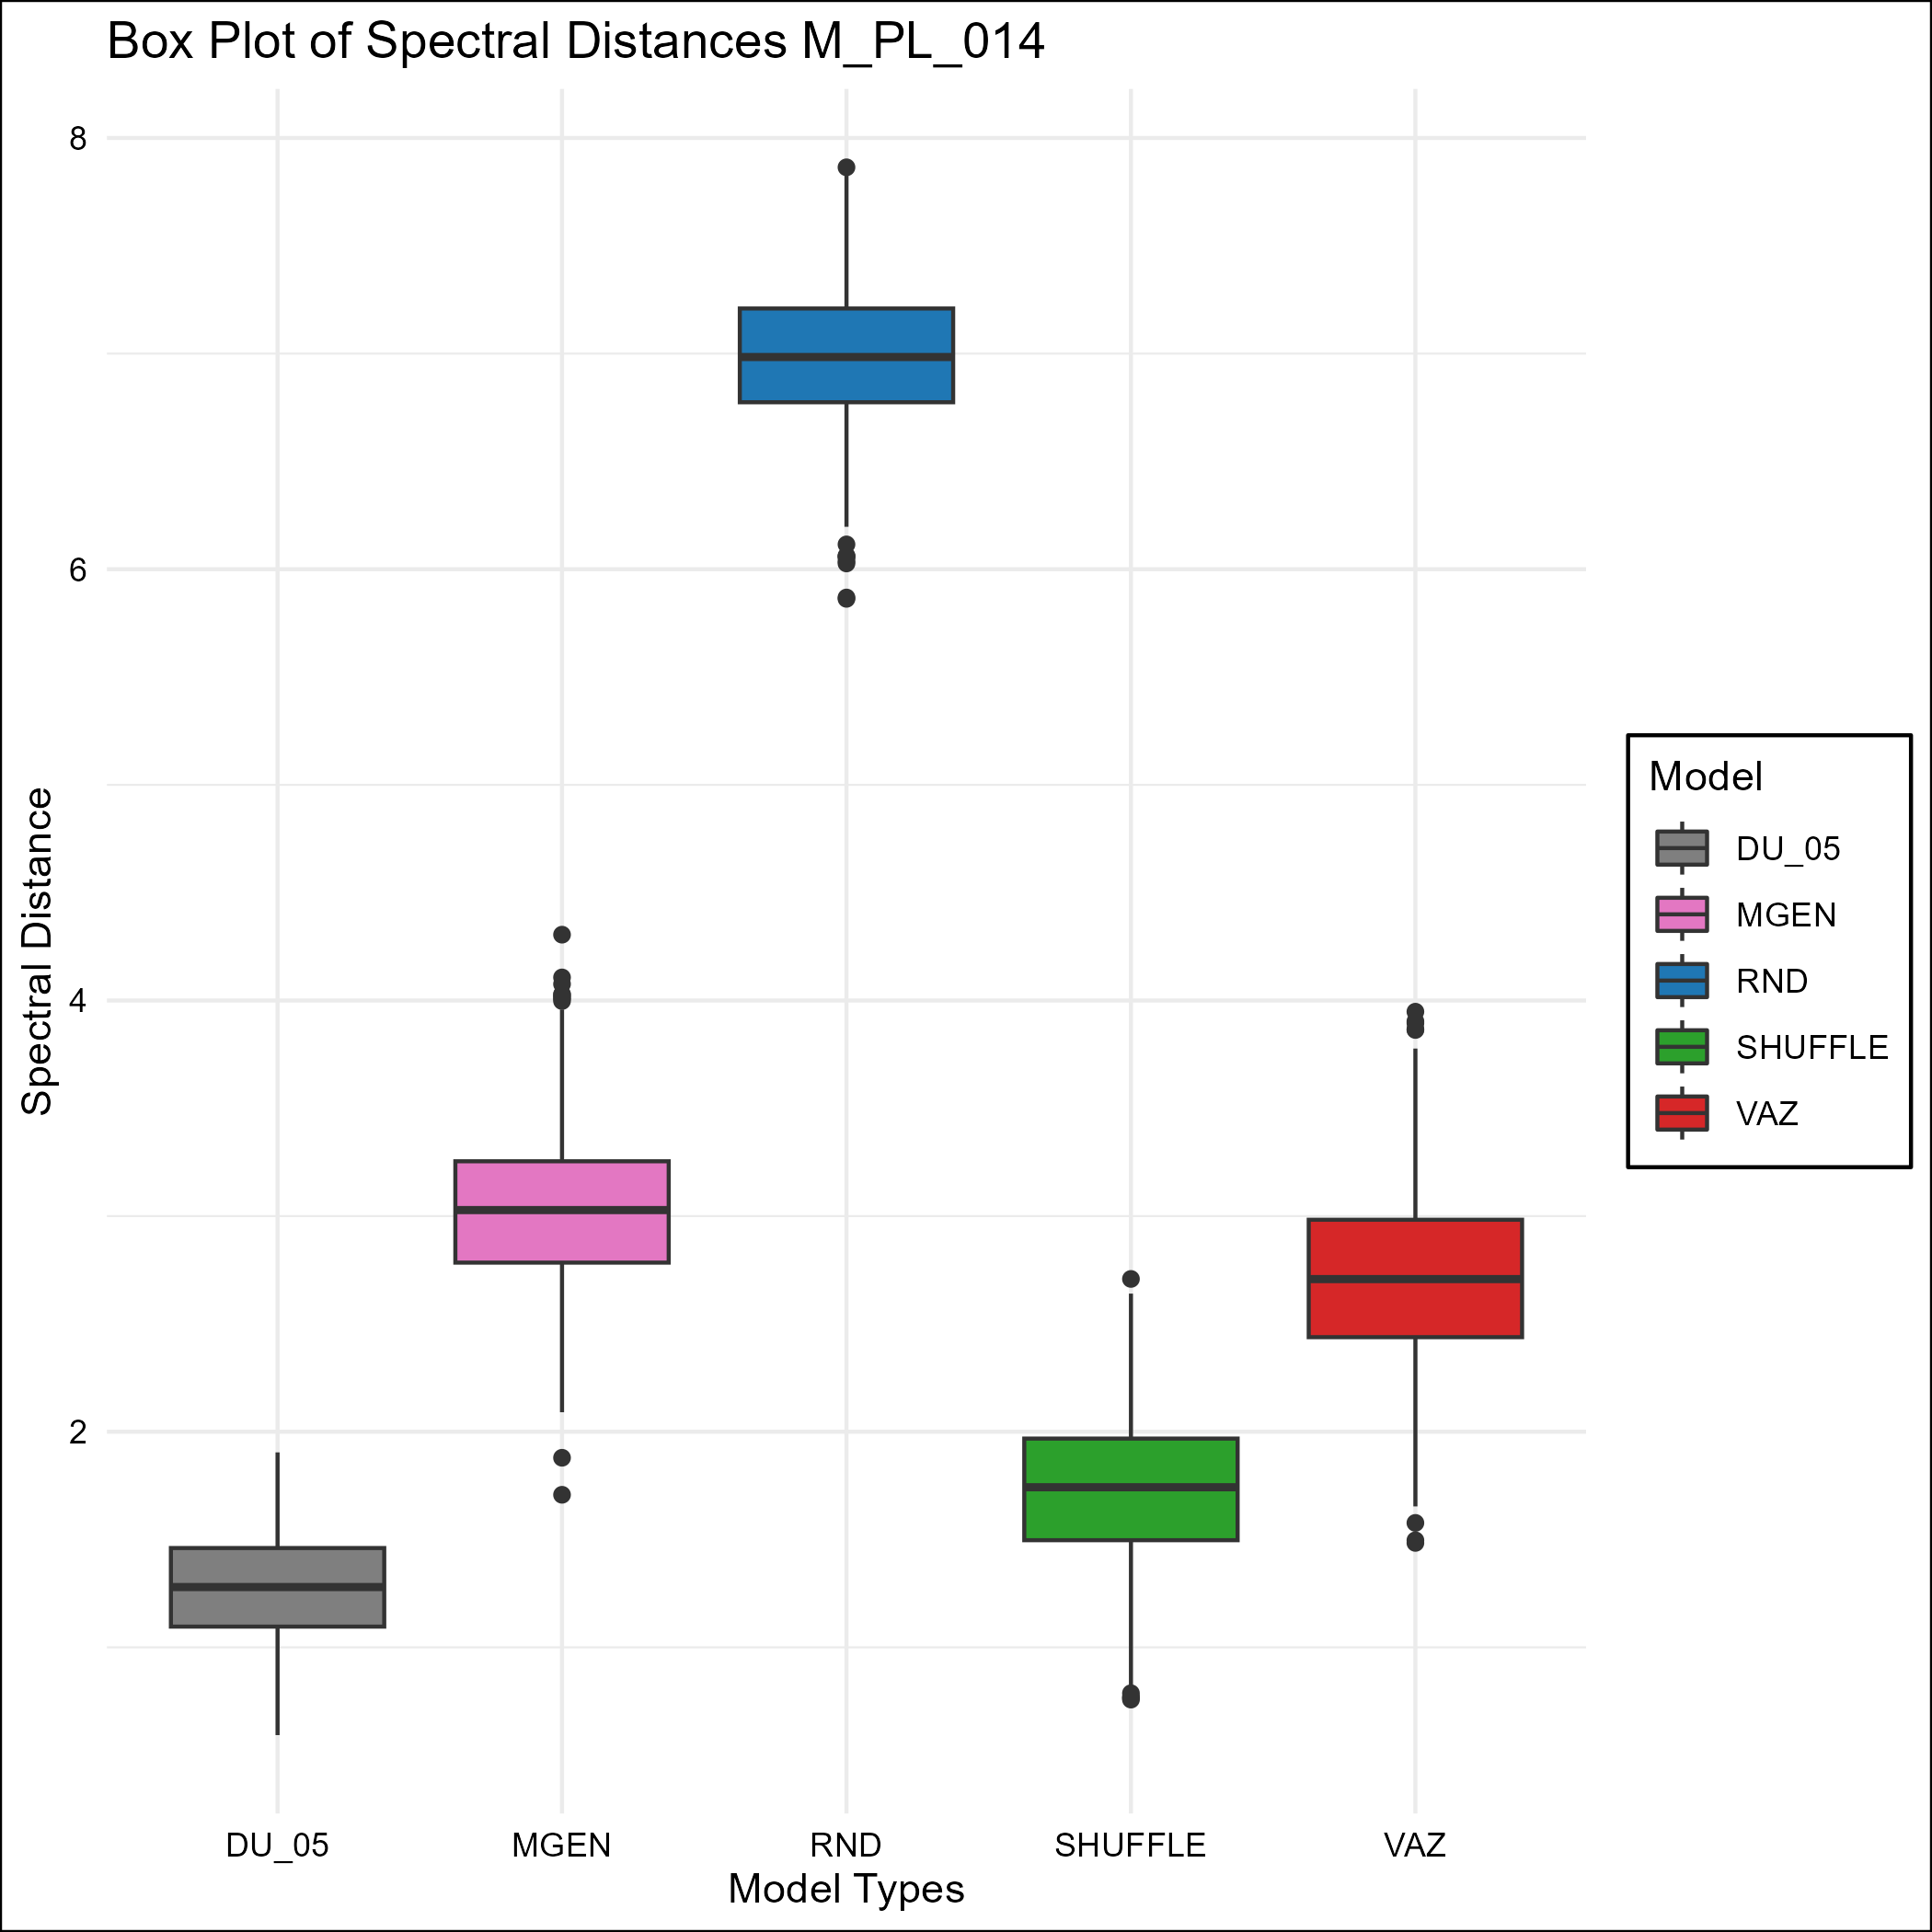 Box Plot of Spectral Distances M_PL_014
8
6
4
2
Spectral Distance
DU_05
MGEN
RND
SHUFFLE
VAZ
Model Types
Model
DU_05
MGEN
RND
SHUFFLE
VAZ